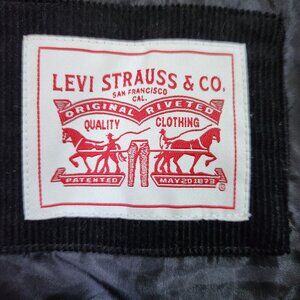 LEVI STRAUSS & CO.
SAN FRANCISCO
CAL.
ORIGINAL RIVETED
QUALITY CLOTHING
PATENTED MAY 20 1873
®